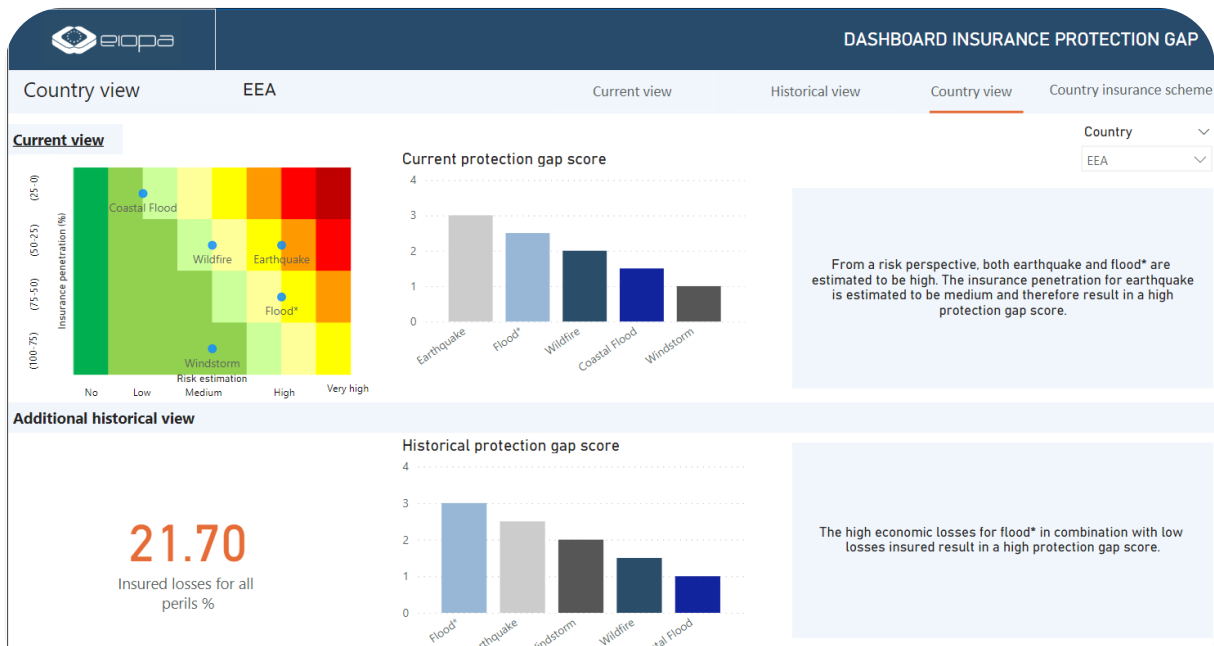 eiopa
DASHBOARD INSURANCE PROTECTION GAP
Country view
EEA
Current view
Historical view
Country view
Country insurance scheme
Current view
Country
EEA
Insurance penetration (%)
(25-0)
(50-25)
(75-50)
(100-75)
Coastal Flood
Wildfire
Earthquake
Flood*
Windstorm
Risk estimation
No
Low
Medium
High
Very high
Current protection gap score
4
3
2
1
0
Earthquake
Flood*
Wildfire
Coastal Flood
Windstorm
From a risk perspective, both earthquake and flood* are
estimated to be high. The insurance penetration for earthquake
is estimated to be medium and therefore result in a high
protection gap score.
Additional historical view
21.70
Insured losses for all
perils %
Historical protection gap score
4
3
2
1
0
Flood*
rthquake
indstorm
Wildfire
tal Flood
The high economic losses for flood* in combination with low
losses insured result in a high protection gap score.